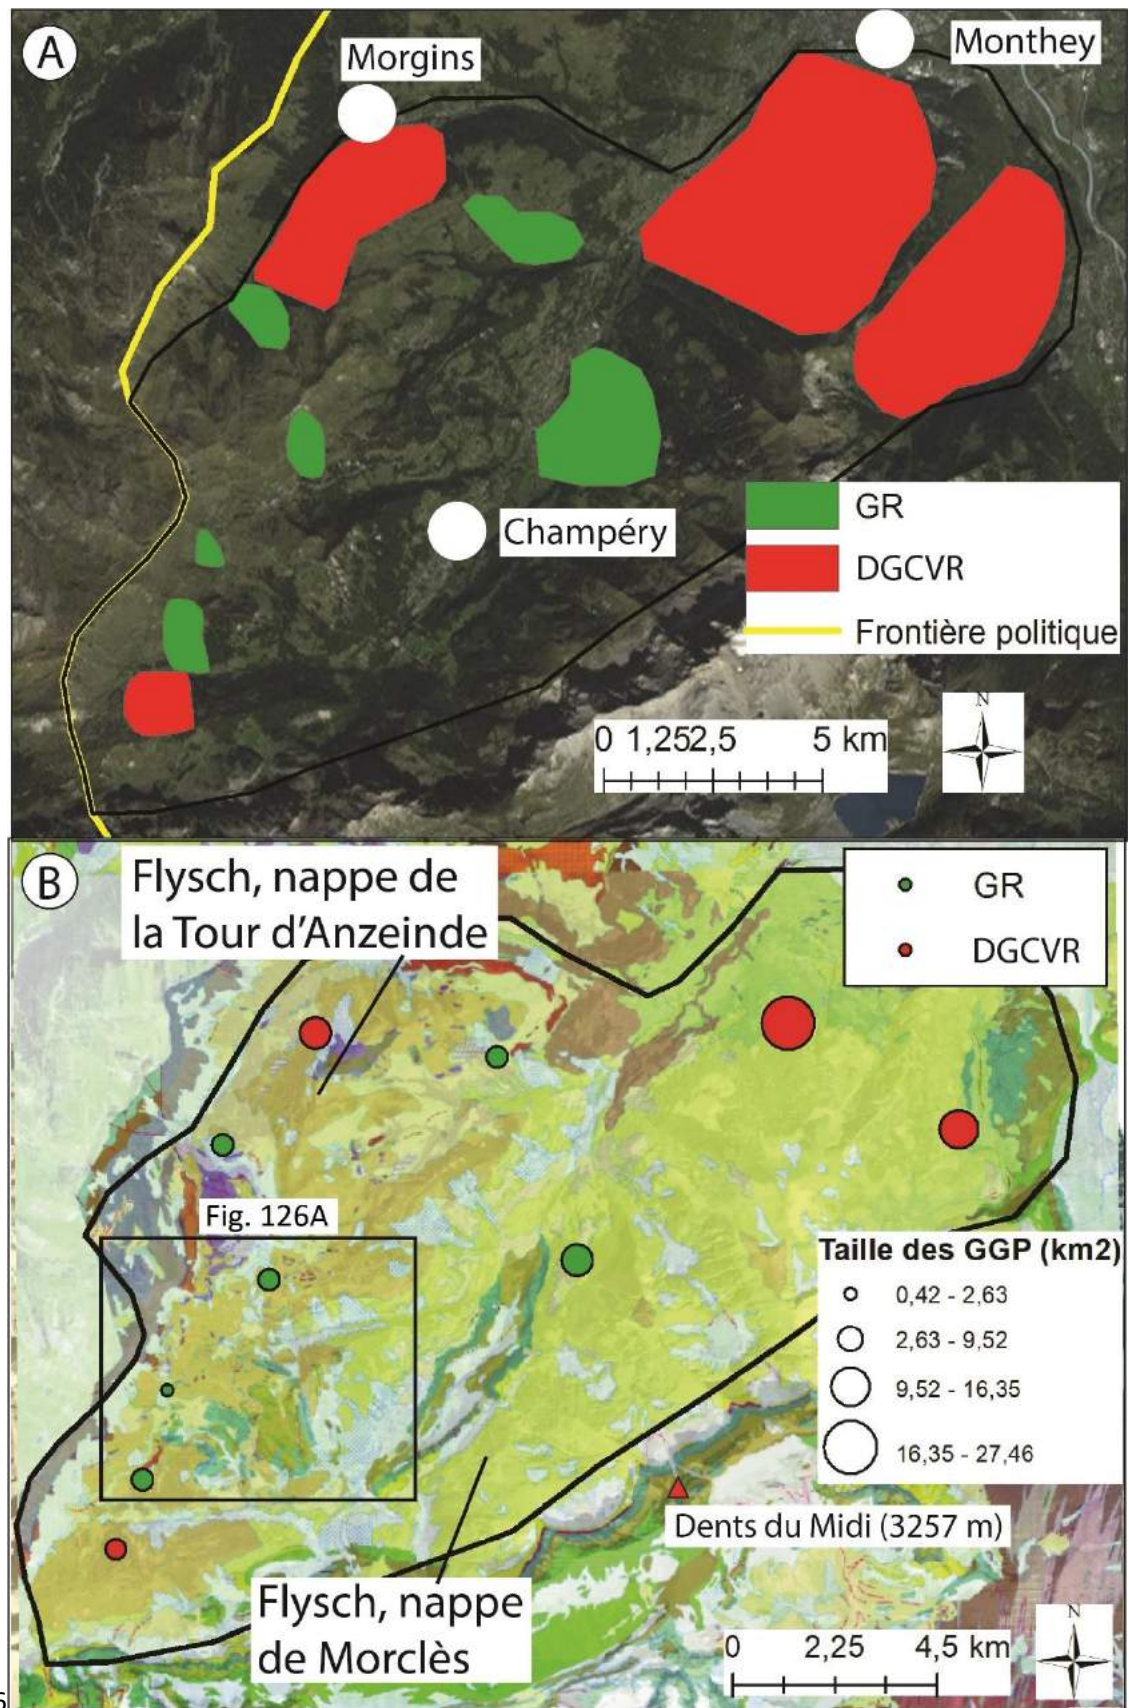 A
Morgins
Monthey
Champéry
GR
DGCVR
Frontière politique
0 1,252,5 5 km
N
B
Flysch, nappe de
la Tour d'Anzeinde
GR
DGCVR
Fig. 126A
Taille des GGP (km2)
0,42 - 2,63
2,63 - 9,52
9,52 - 16,35
16,35 - 27,46
Dents du Midi (3257 m)
Flysch, nappe
de Morclès
0 2,25 4,5 km
N
6